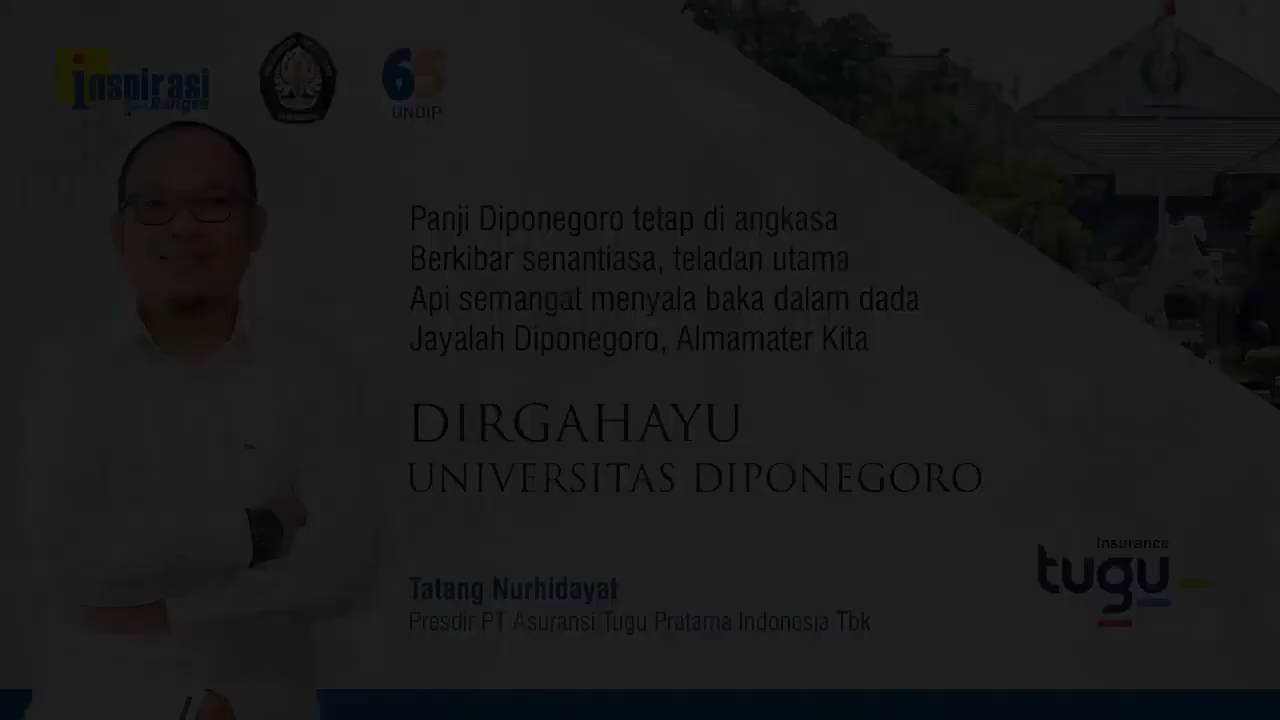 inspirasi
Bangsa
65
UNDIP
Panji Diponegoro tetap di angkasa
Berkibar senantiasa, teladan utama
Api semangat menyala baka dalam dada
Jayalah Diponegoro, Almamater Kita
DIRGAHAYU
UNIVERSITAS DIPONEGORO
Tatang Nurhidayat
Presdir PT Asuransi Tugu Pratama Indonesia Tbk
Insurance
tugu